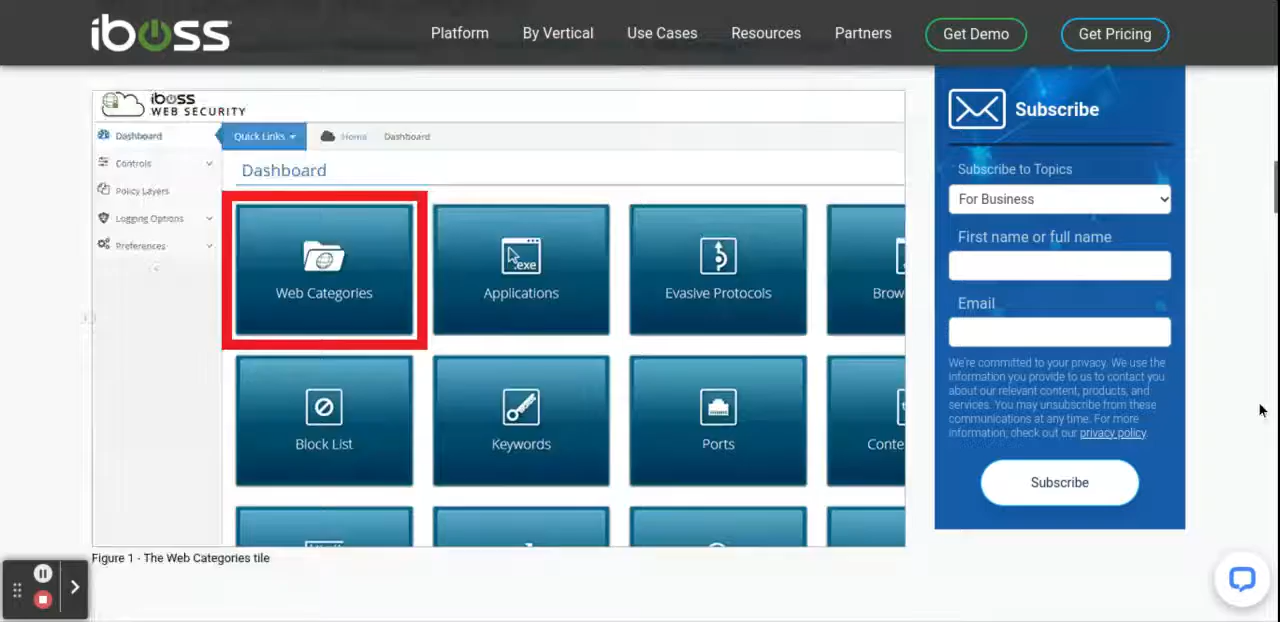 iboss
Platform
By Vertical
Use Cases
Resources
Partners
Get Demo
Get Pricing
iboss
WEB SECURITY
Dashboard
Controls
Policy Layers
Logging Options
Preferences
Quick Links
Home
Dashboard
Dashboard
Web Categories
Applications
.exe
Evasive Protocols
Brow
Block List
Keywords
Ports
Conte
Figure 1 - The Web Categories tile
Subscribe
Subscribe to Topics
For Business
First name or full name
Email
We're committed to your privacy. We use the
information you provide to us to contact you
about our relevant content, products, and
services. You may unsubscribe from these
communications at any time. For more
information, check out our privacy policy.
Subscribe